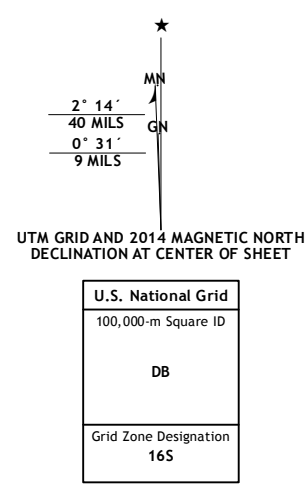 MN
2° 14´
40 MILS
GN
0° 31´
9 MILS
UTM GRID AND 2014 MAGNETIC NORTH
DECLINATION AT CENTER OF SHEET
U.S. National Grid
100,000-m Square ID
DB
Grid Zone Designation
16S